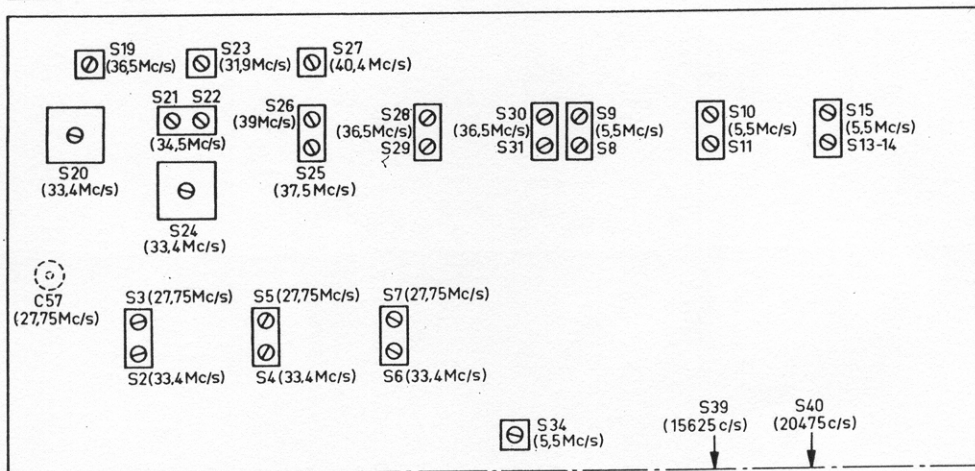 S19
(36,5Mc/s)
S23
(31,9Mc/s)
S27
(40,4Mc/s)
S21 S22
(34,5Mc/s)
S26
(39Mc/s)
S25
(37,5Mc/s)
S28
(36,5Mc/s)
S29
S30
(36,5Mc/s)
S31
S9
(5,5Mc/s)
S8
S10
(5,5Mc/s)
S11
S15
(5,5Mc/s)
S13-14
S20
(33,4Mc/s)
S24
(33,4Mc/s)
C57
(27,75Mc/s)
S3(27,75Mc/s)
S2(33,4Mc/s)
S5(27,75Mc/s)
S4(33,4Mc/s)
S7(27,75Mc/s)
S6(33,4Mc/s)
S34
(5,5Mc/s)
S39
(15625c/s)
S40
(20475c/s)